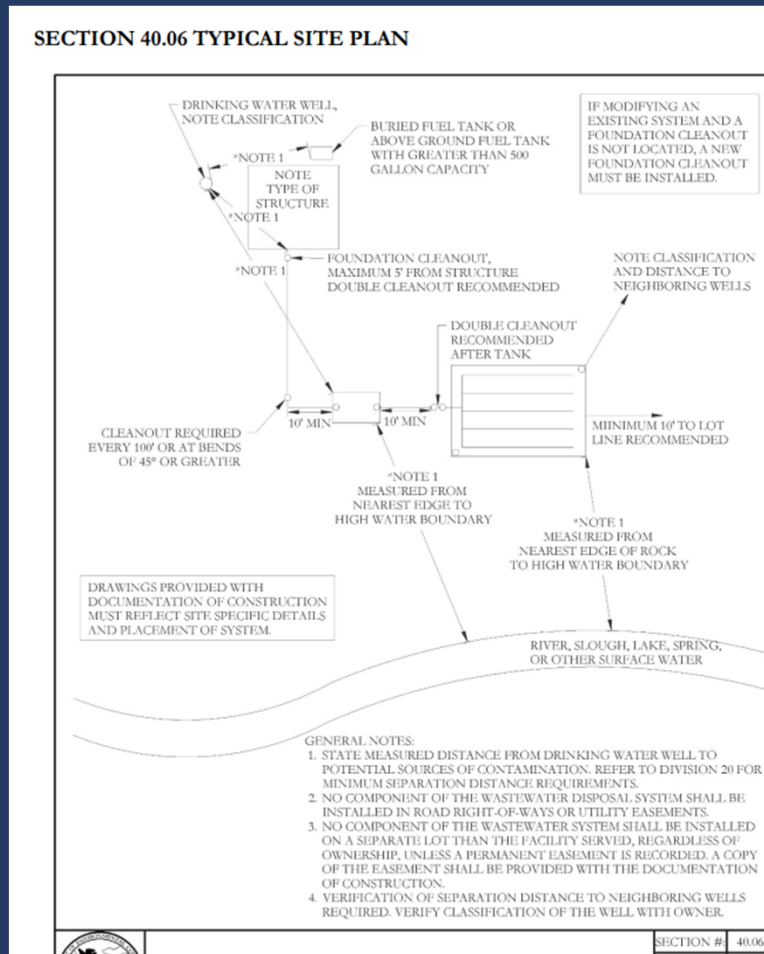 SECTION 40.06 TYPICAL SITE PLAN
DRINKING WATER WELL,
NOTE CLASSIFICATION
BURIED FUEL TANK OR
ABOVE GROUND FUEL TANK
WITH GREATER THAN 500
GALLON CAPACITY
IF MODIFYING AN
EXISTING SYSTEM AND A
FOUNDATION CLEANOUT
IS NOT LOCATED, A NEW
FOUNDATION CLEANOUT
MUST BE INSTALLED.
*NOTE 1
NOTE
TYPE OF
STRUCTURE
*NOTE 1
*NOTE 1
FOUNDATION CLEANOUT,
MAXIMUM 5' FROM STRUCTURE
DOUBLE CLEANOUT RECOMMENDED
NOTE CLASSIFICATION
AND DISTANCE TO
NEIGHBORING WELLS
DOUBLE CLEANOUT
RECOMMENDED
AFTER TANK
10' MIN
10' MIN
CLEANOUT REQUIRED
EVERY 100' OR AT BENDS
OF 45° OR GREATER
MIINIMUM 10' TO LOT
LINE RECOMMENDED
*NOTE 1
MEASURED FROM
NEAREST EDGE TO
HIGH WATER BOUNDARY
*NOTE 1
MEASURED FROM
NEAREST EDGE OF ROCK
TO HIGH WATER BOUNDARY
DRAWINGS PROVIDED WITH
DOCUMENTATION OF CONSTRUCTION
MUST REFLECT SITE SPECIFIC DETAILS
AND PLACEMENT OF SYSTEM.
RIVER, SLOUGH, LAKE, SPRING,
OR OTHER SURFACE WATER
GENERAL NOTES:
1. STATE MEASURED DISTANCE FROM DRINKING WATER WELL TO
POTENTIAL SOURCES OF CONTAMINATION. REFER TO DIVISION 20 FOR
MINIMUM SEPARATION DISTANCE REQUIREMENTS.
2. NO COMPONENT OF THE WASTEWATER DISPOSAL SYSTEM SHALL BE
INSTALLED IN ROAD RIGHT-OF-WAYS OR UTILITY EASEMENTS.
3. NO COMPONENT OF THE WASTEWATER SYSTEM SHALL BE INSTALLED
ON A SEPARATE LOT THAN THE FACILITY SERVED, REGARDLESS OF
OWNERSHIP, UNLESS A PERMANENT EASEMENT IS RECORDED. A COPY
OF THE EASEMENT SHALL BE PROVIDED WITH THE DOCUMENTATION
OF CONSTRUCTION.
4. VERIFICATION OF SEPARATION DISTANCE TO NEIGHBORING WELLS
REQUIRED. VERIFY CLASSIFICATION OF THE WELL WITH OWNER.
SECTION #: 40.06